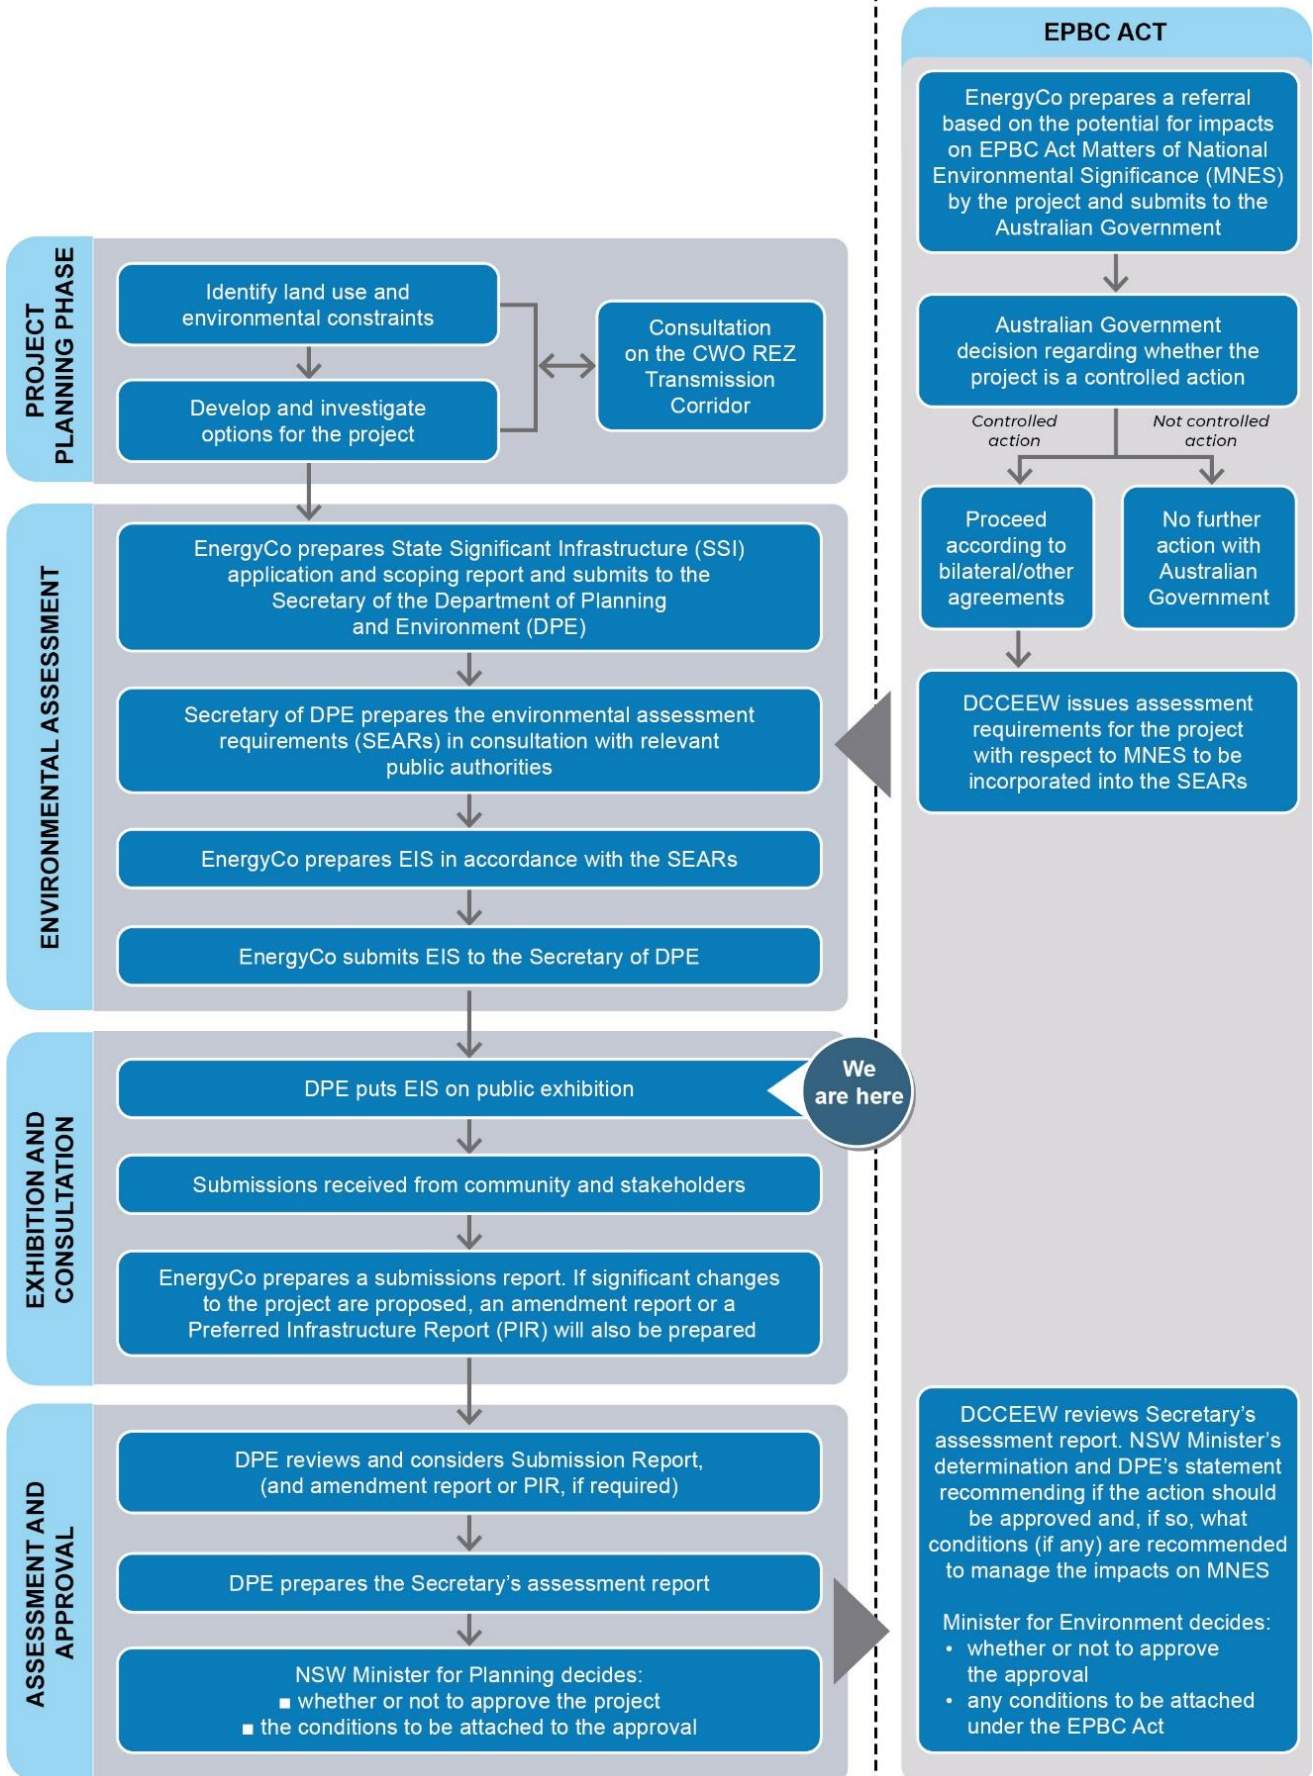 PROJECT
PLANNING PHASE
Identify land use and
environmental constraints
Develop and investigate
options for the project
Consultation
on the CWO REZ
Transmission
Corridor
ENVIRONMENTAL ASSESSMENT
EnergyCo prepares State Significant Infrastructure (SSI)
application and scoping report and submits to the
Secretary of the Department of Planning
and Environment (DPE)
Secretary of DPE prepares the environmental assessment
requirements (SEARs) in consultation with relevant
public authorities
EnergyCo prepares EIS in accordance with the SEARs
EnergyCo submits EIS to the Secretary of DPE
EXHIBITION AND
CONSULTATION
DPE puts EIS on public exhibition
We
are here
Submissions received from community and stakeholders
EnergyCo prepares a submissions report. If significant changes
to the project are proposed, an amendment report or a
Preferred Infrastructure Report (PIR) will also be prepared
ASSESSMENT AND
APPROVAL
DPE reviews and considers Submission Report,
(and amendment report or PIR, if required)
DPE prepares the Secretary's assessment report
NSW Minister for Planning decides:
■ whether or not to approve the project
■ the conditions to be attached to the approval
EPBC ACT
EnergyCo prepares a referral
based on the potential for impacts
on EPBC Act Matters of National
Environmental Significance (MNES)
by the project and submits to the
Australian Government
Australian Government
decision regarding whether the
project is a controlled action
Controlled
action
Not controlled
action
Proceed
according to
bilateral/other
agreements
No further
action with
Australian
Government
DCCEEW issues assessment
requirements for the project
with respect to MNES to be
incorporated into the SEARs
DCCEEW reviews Secretary's
assessment report. NSW Minister's
determination and DPE's statement
recommending if the action should
be approved and, if so, what
conditions (if any) are recommended
to manage the impacts on MNES
Minister for Environment decides:
• whether or not to approve
the approval
• any conditions to be attached
under the EPBC Act